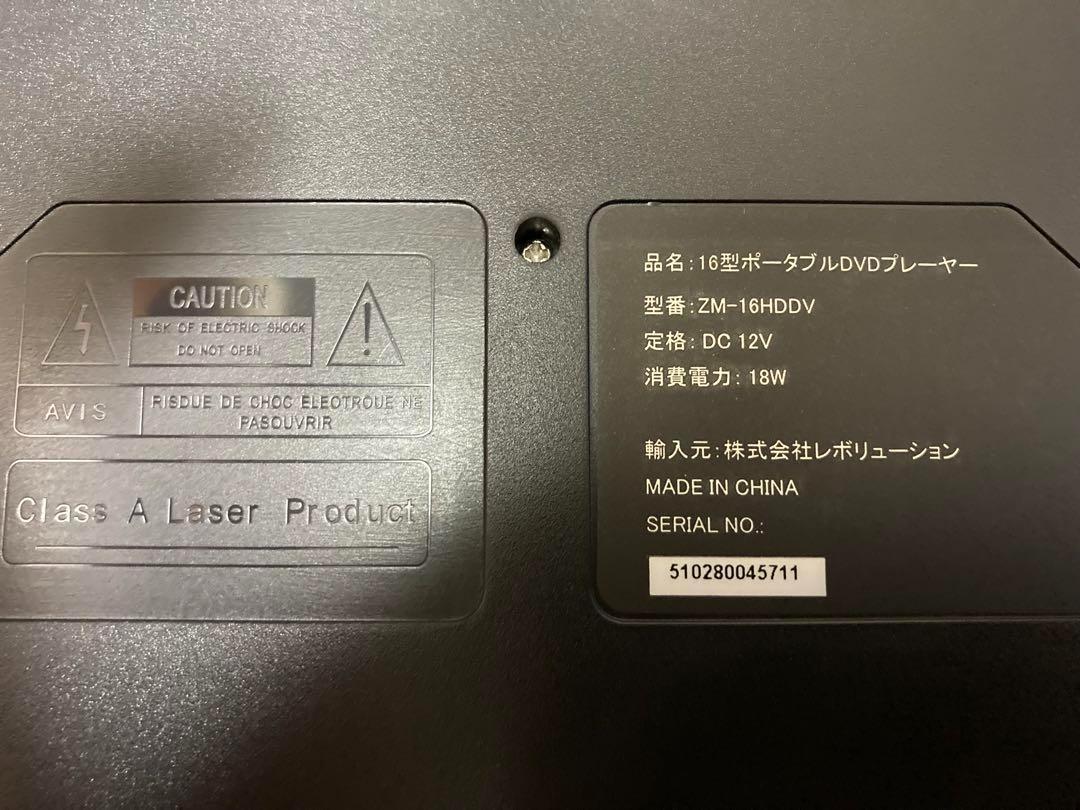 CAUTION
RISK OF ELECTRIC SHOCK
DO NOT OPEN
AVIS
RISDUE DE CHOC ELECTROUE NE
PASOUVRIR
Class A Laser Product
品名:16型ポータブルDVDプレーヤー
型番:ZM-16HDDV
定格: DC 12V
消費電力: 18W
輸入元:株式会社レボリューション
MADE IN CHINA
SERIAL NO.:
510280045711